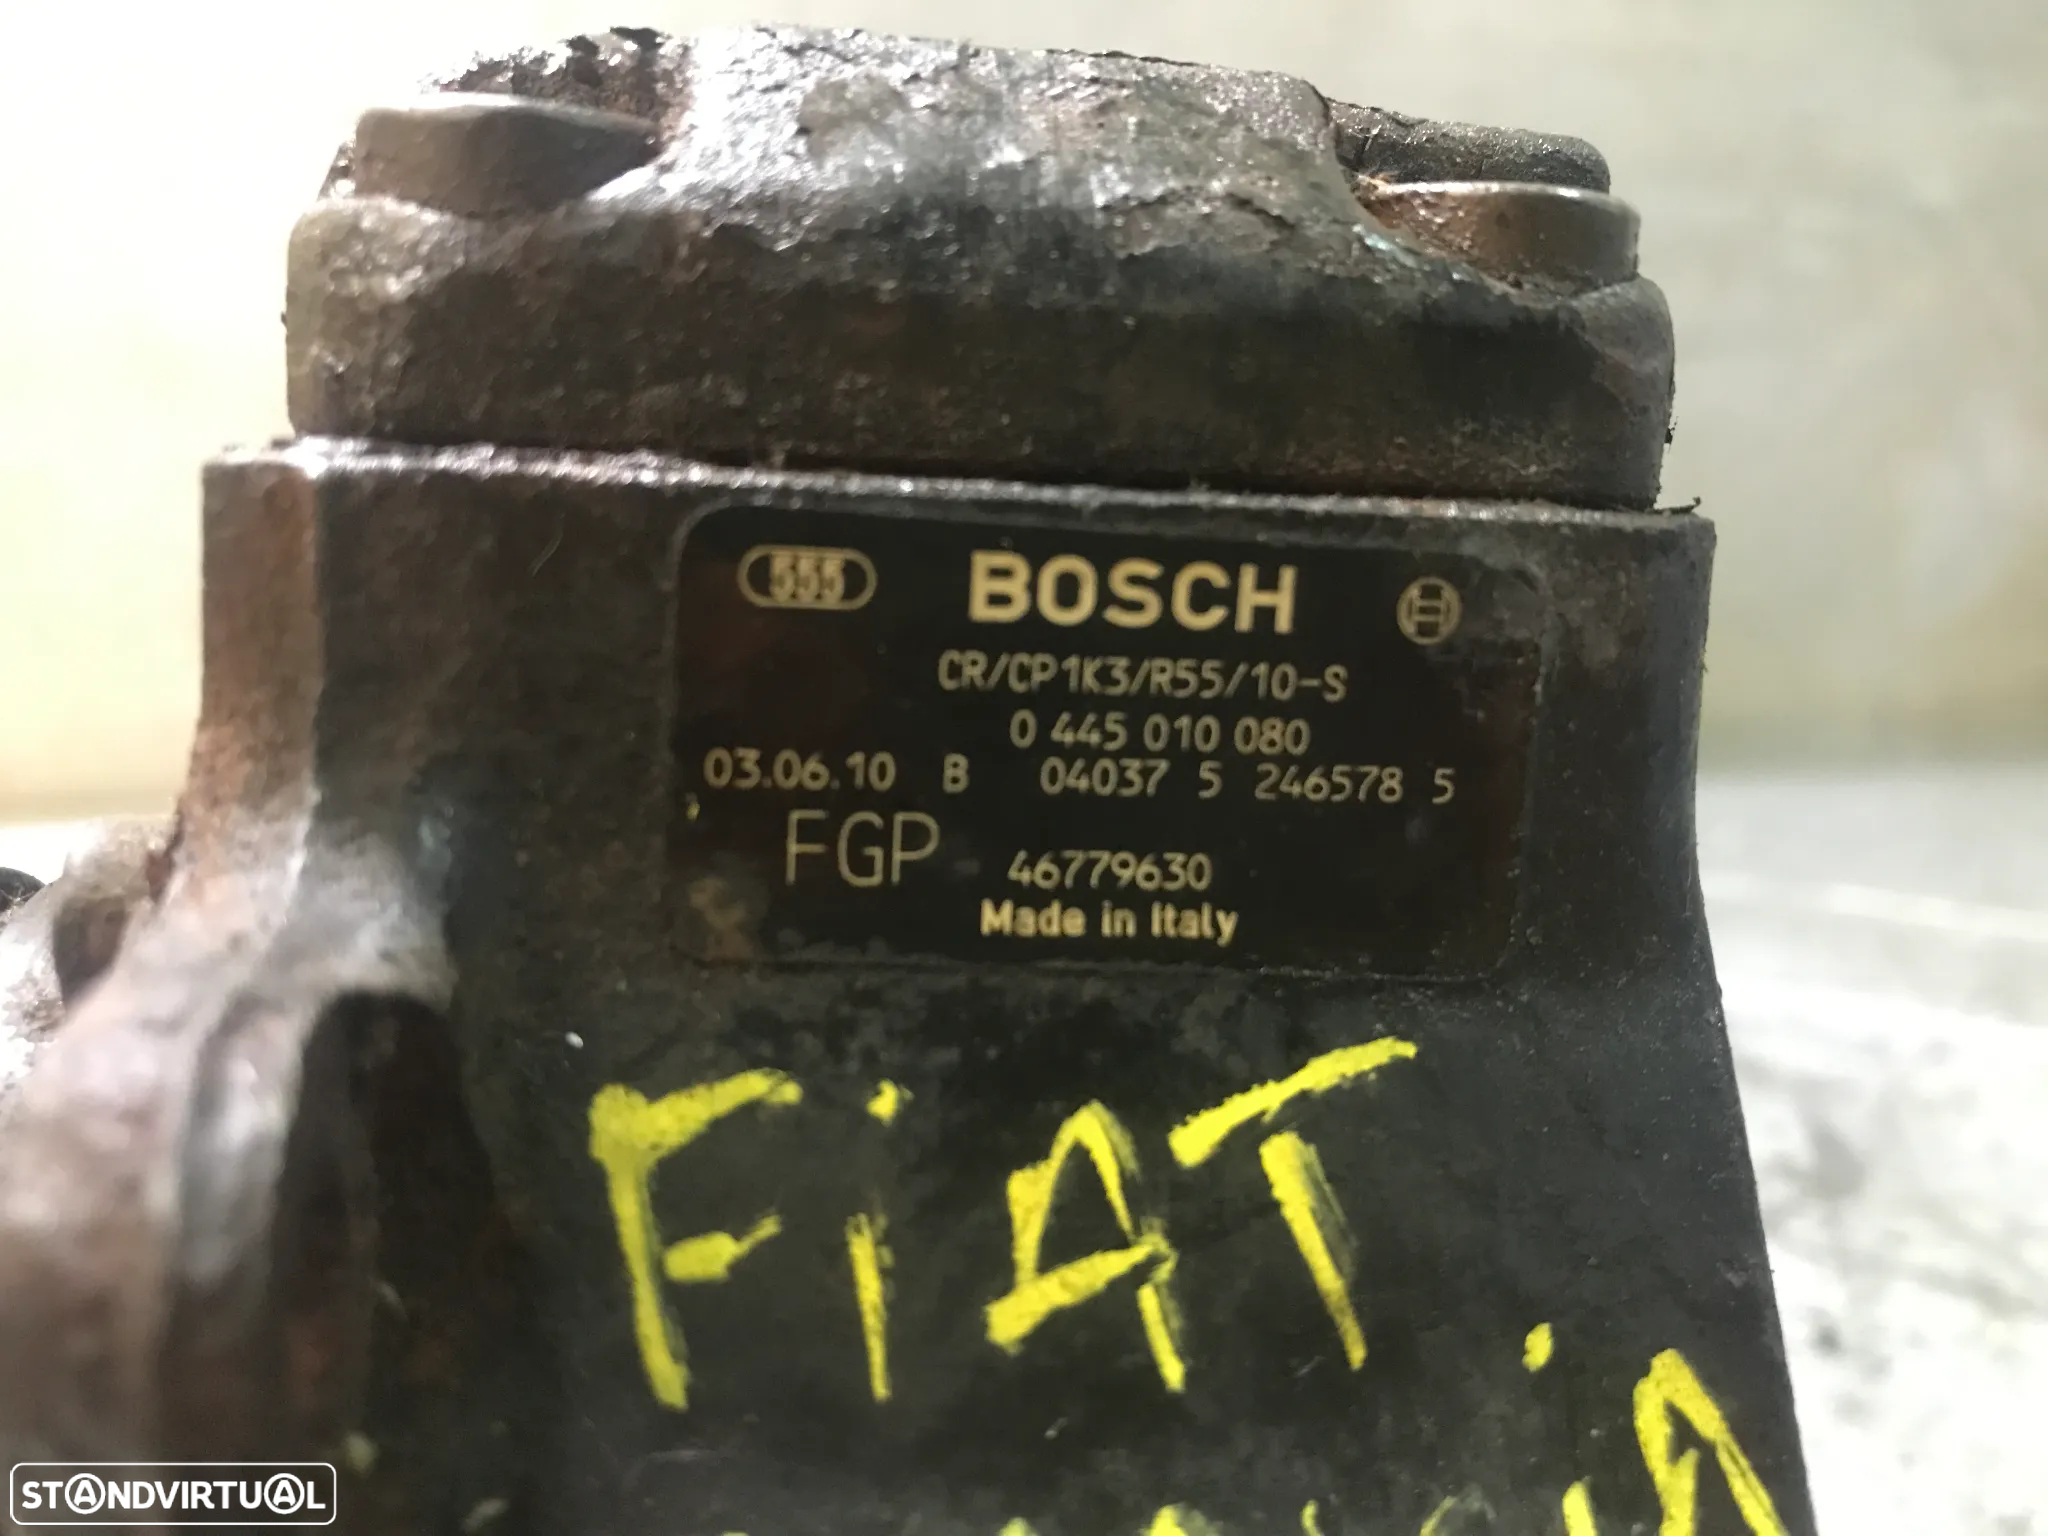 555 BOSCH
CR/CP1K3/R55/10-S
0 445 010 080
03.06.10 B 04037 5 246578 5
FGP 46779630
Made in Italy
FiAT
STANDVIRTUAL